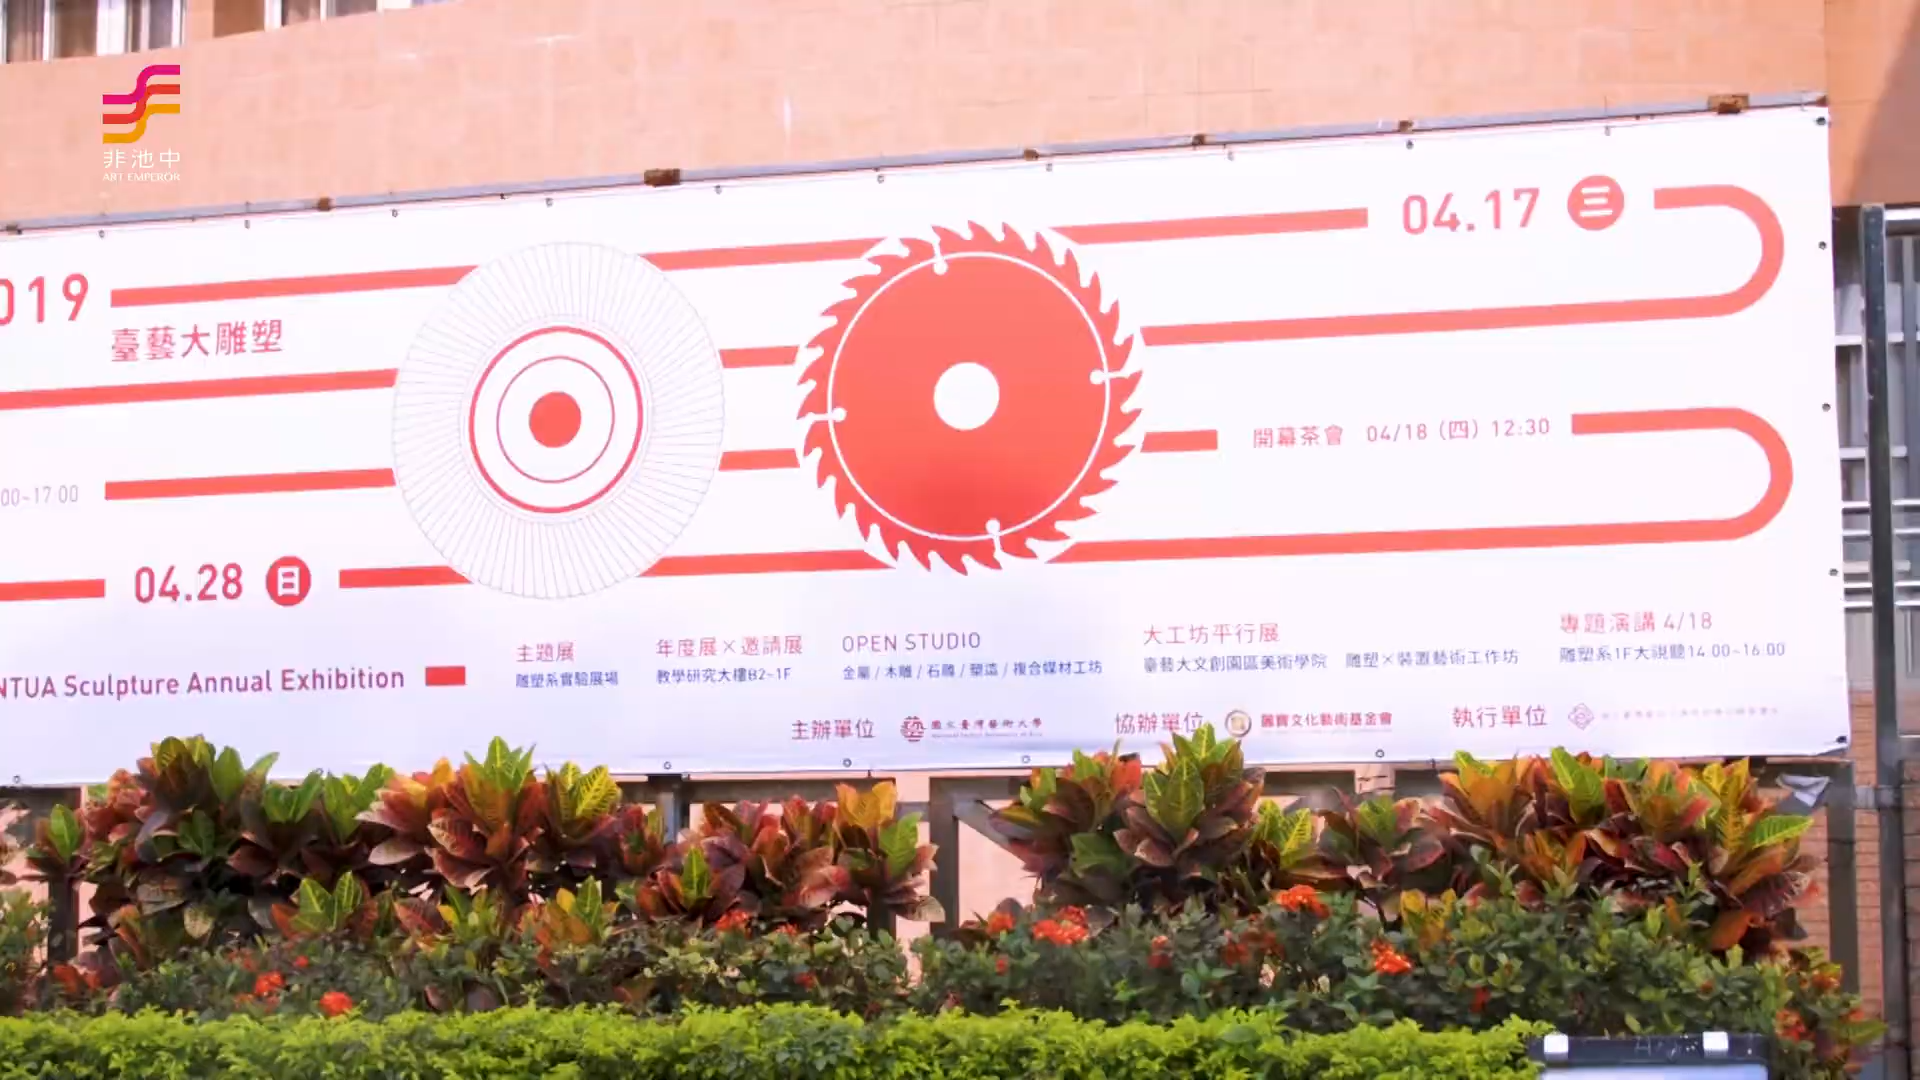 非池中
ART EMPEROR
04.17 三
019
臺藝大雕塑
開幕茶會 04/18 (四) 12:30
00~17 00
04.28 日
主題展
雕塑系實驗展場
年度展×邀請展
教學研究大樓B2~1F
OPEN STUDIO
金屬 / 木雕 / 石雕 / 塑造 / 複合媒材工坊
大工坊平行展
臺藝大文創園區美術學院 雕塑×裝置藝術工作坊
專題演講 4/18
雕塑系1F大視聽14:00~16:00
NTUA Sculpture Annual Exhibition
主辦單位 國立臺灣藝術大學
協辦單位 麗寶文化藝術基金會
執行單位